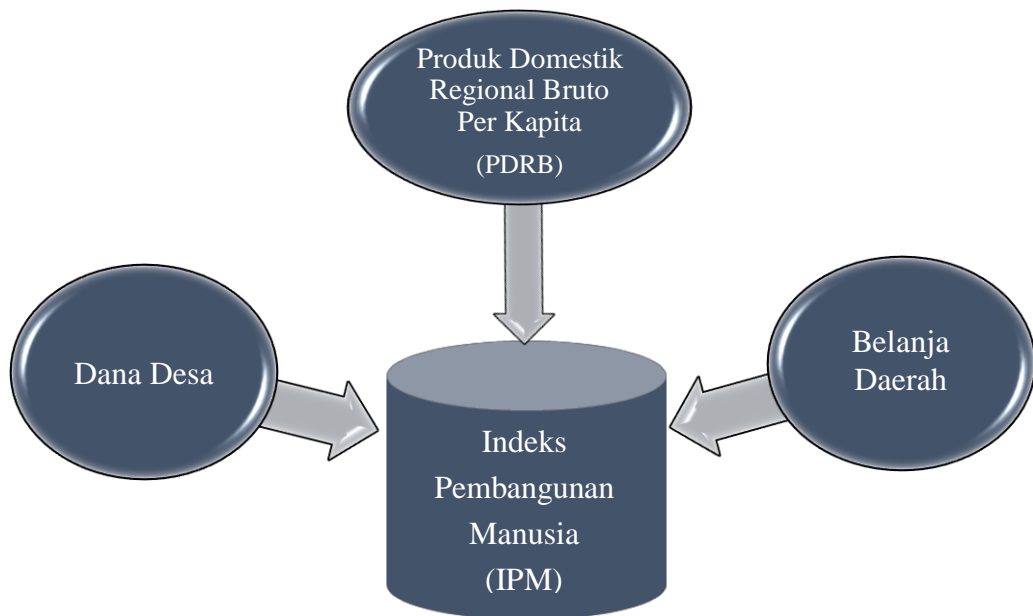 Produk Domestik
Regional Bruto
Per Kapita
(PDRB)
Dana Desa
Belanja
Daerah
Indeks
Pembangunan
Manusia
(IPM)